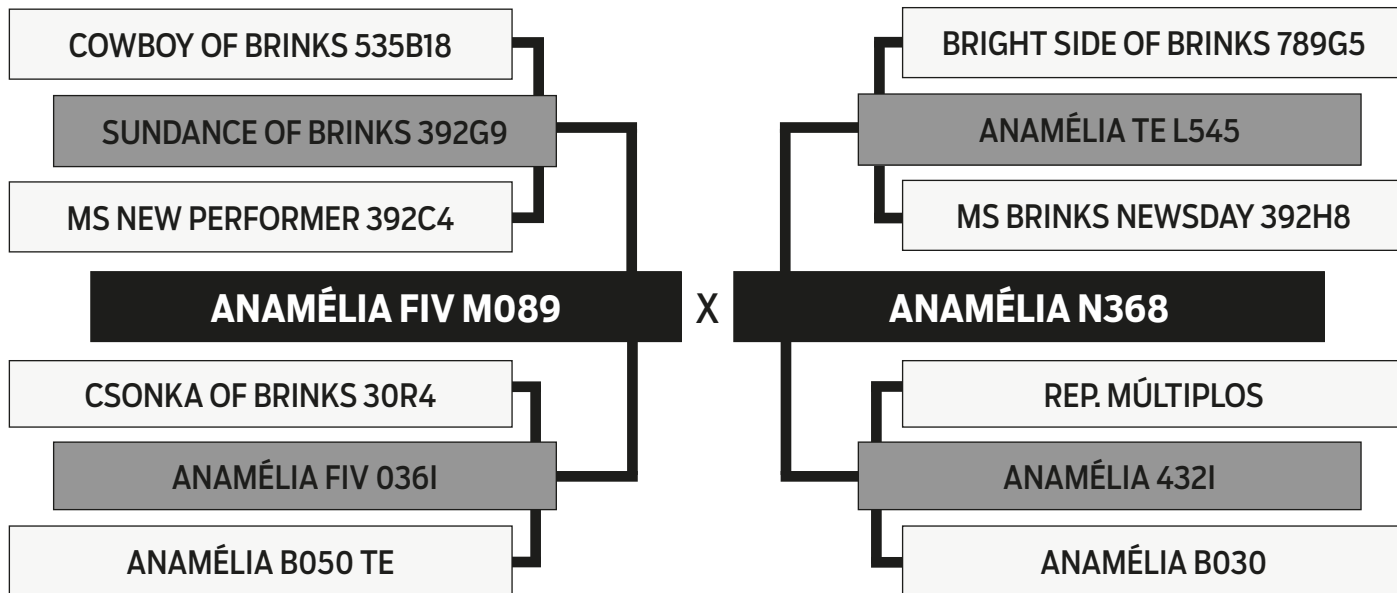 COWBOY OF BRINKS 535B18
SUNDANCE OF BRINKS 392G9
MS NEW PERFORMER 392C4
ANAMÉLIA FIV M089
CSONKA OF BRINKS 30R4
ANAMÉLIA FIV 036I
ANAMÉLIA B050 TE
X
BRIGHT SIDE OF BRINKS 789G5
ANAMÉLIA TE L545
MS BRINKS NEWSDAY 392H8
ANAMÉLIA N368
REP. MÚLTIPLOS
ANAMÉLIA 432I
ANAMÉLIA B030